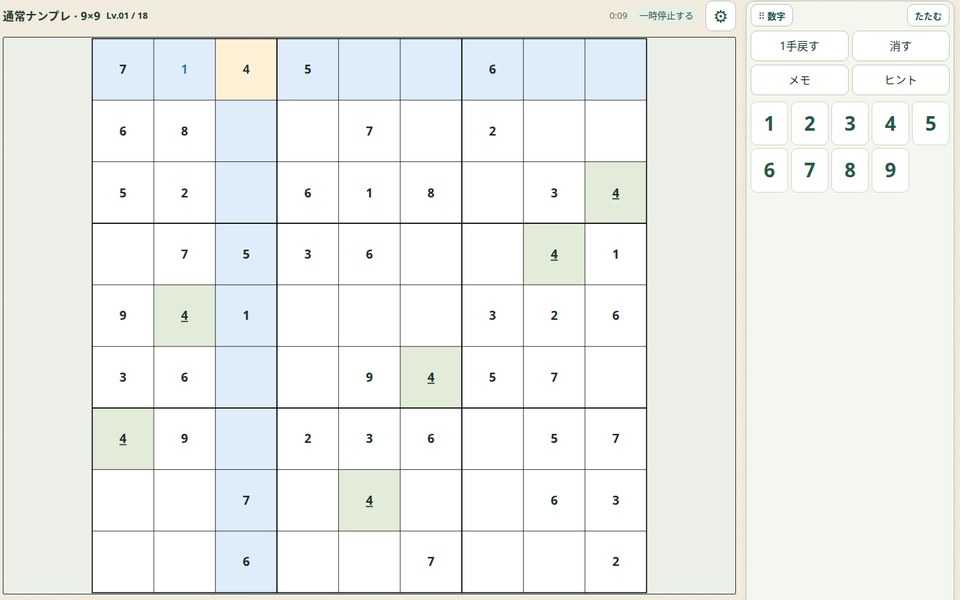 通常ナンプレ · 9×9 Lv.01 / 18 0:09 一時停止する ⚙
7 1 4 5 6
6 8 7 2
5 2 6 1 8 3 4
7 5 3 6 4 1
9 4 1 3 2 6
3 6 9 4 5 7
4 9 2 3 6 5 7
7 4 6 3
6 7 2
⠿ 数字 たたむ
1手戻す 消す
メモ ヒント
1 2 3 4 5
6 7 8 9